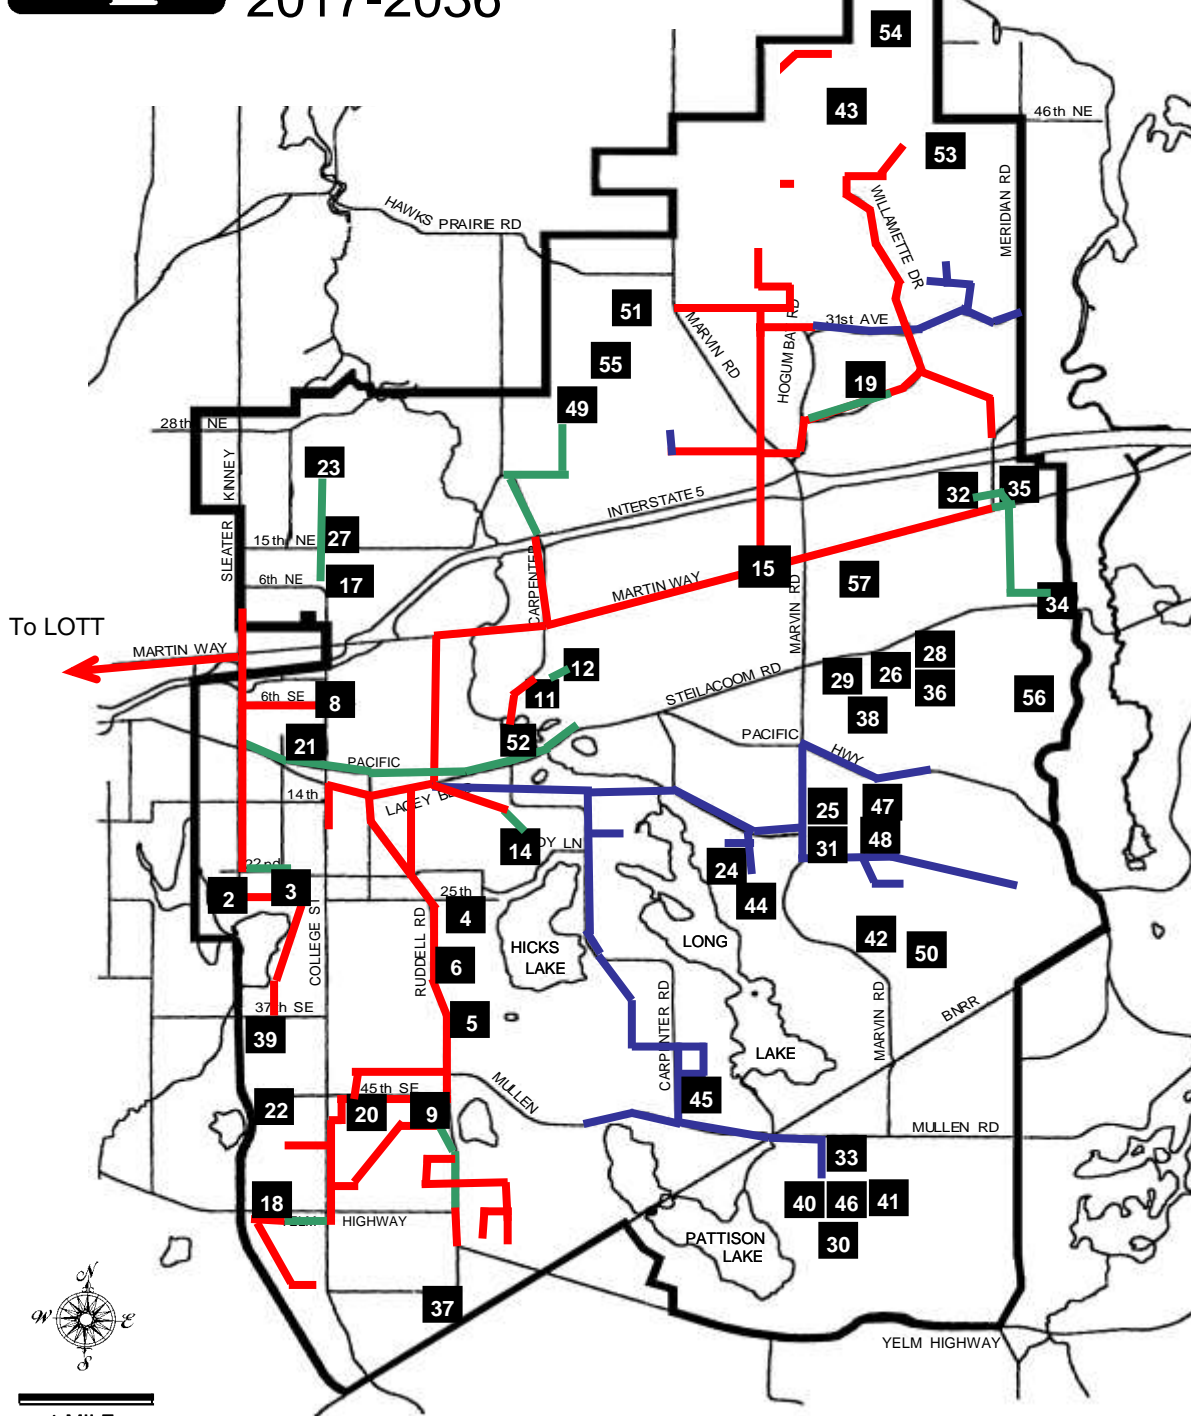 2017-2036
54
43
46th NE
53
MERIDIAN RD
WILLAMETTE DR
HAWKS PRAIRIE RD
51
MARVIN RD
HOGUM BA RD
31st AVE
55
19
49
28th NE
SLEATER KINNEY
23
INTERSTATE 5
32
35
27
15th NE
CARPENTER
15
MARTIN WAY
MARVIN RD
57
17
6th NE
34
To LOTT
MARTIN WAY
12
11
28
STEILACOOM RD
29
26
36
56
8
6th SE
38
52
21
PACIFIC
PACIFIC HWY
14th
LACEY
25
47
48
31
14
LN
24
22nd
2
3
25th
44
4
COLLEGE ST
RUDDELL RD
HICKS
LAKE
LONG
42
50
6
37th SE
5
39
CARPENTER RD
MARVIN RD
BNRR
LAKE
MULLEN
45th SE
45
22
20
9
MULLEN RD
33
18
40
46
41
HIGHWAY
PATTISON
LAKE
30
N
W
E
S
37
YELM HIGHWAY